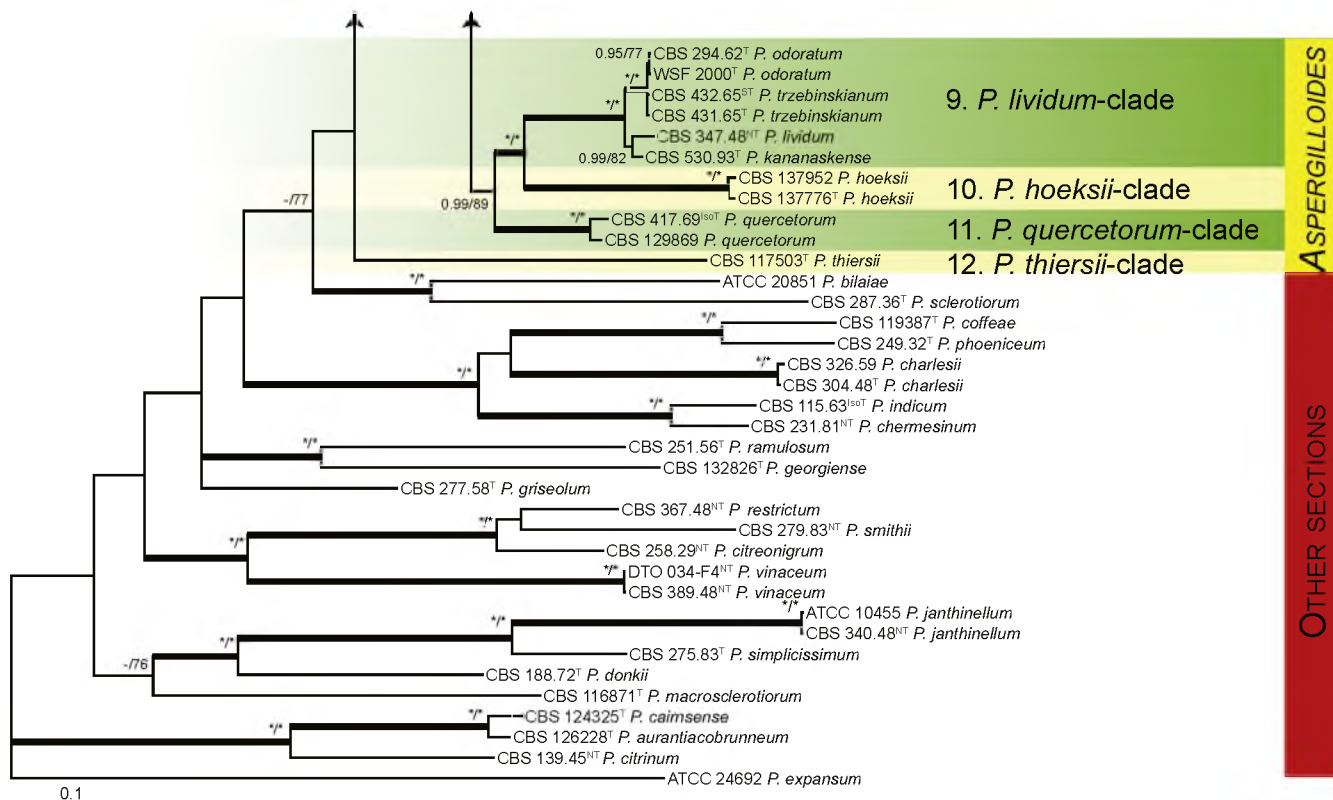 0.95/77
CBS 294.62T P. odoratum
WSF 2000T P. odoratum
*/*
CBS 432.65ST P. trzebinskianum
*/*
CBS 431.65T P. trzebinskianum
9. P. lividum-clade
*/*
CBS 347.48NT P. lividum
0.99/82
CBS 530.93T P. kananaskense
*/*
CBS 137952 P. hoeksii
CBS 137776T P. hoeksii
10. P. hoeksii-clade
-/77
0.99/89
*/*
CBS 417.69IsoT P. quercetorum
CBS 129869 P. quercetorum
11. P. quercetorum-clade
CBS 117503T P. thiersii
12. P. thiersii-clade
ASPERGILLOIDES
*/*
ATCC 20851 P. bilaiae
CBS 287.36T P. sclerotiorum
*/*
CBS 119387T P. coffeae
CBS 249.32T P. phoeniceum
*/*
*/*
CBS 326.59 P. charlesii
CBS 304.48T P. charlesii
*/*
CBS 115.63IsoT P. indicum
CBS 231.81NT P. chermesinum
*/*
CBS 251.56T P. ramulosum
CBS 132826T P. georgiense
CBS 277.58T P. griseolum
CBS 367.48NT P restrictum
*/*
CBS 279.83NT P. smithii
*/*
CBS 258.29NT P. citreonigrum
*/*
DTO 034-F4NT P. vinaceum
CBS 389.48NT P. vinaceum
*/*
ATCC 10455 P. janthinellum
*/*
*/*
CBS 340.48NT P. janthinellum
CBS 275.83T P. simplicissimum
-/76
CBS 188.72T P. donkii
CBS 116871T P. macrosclerotiorum
*/*
CBS 124325T P. cairnsense
*/*
CBS 126228T P. aurantiacobrunneum
CBS 139.45NT P. citrinum
ATCC 24692 P. expansum
OTHER SECTIONS
0.1